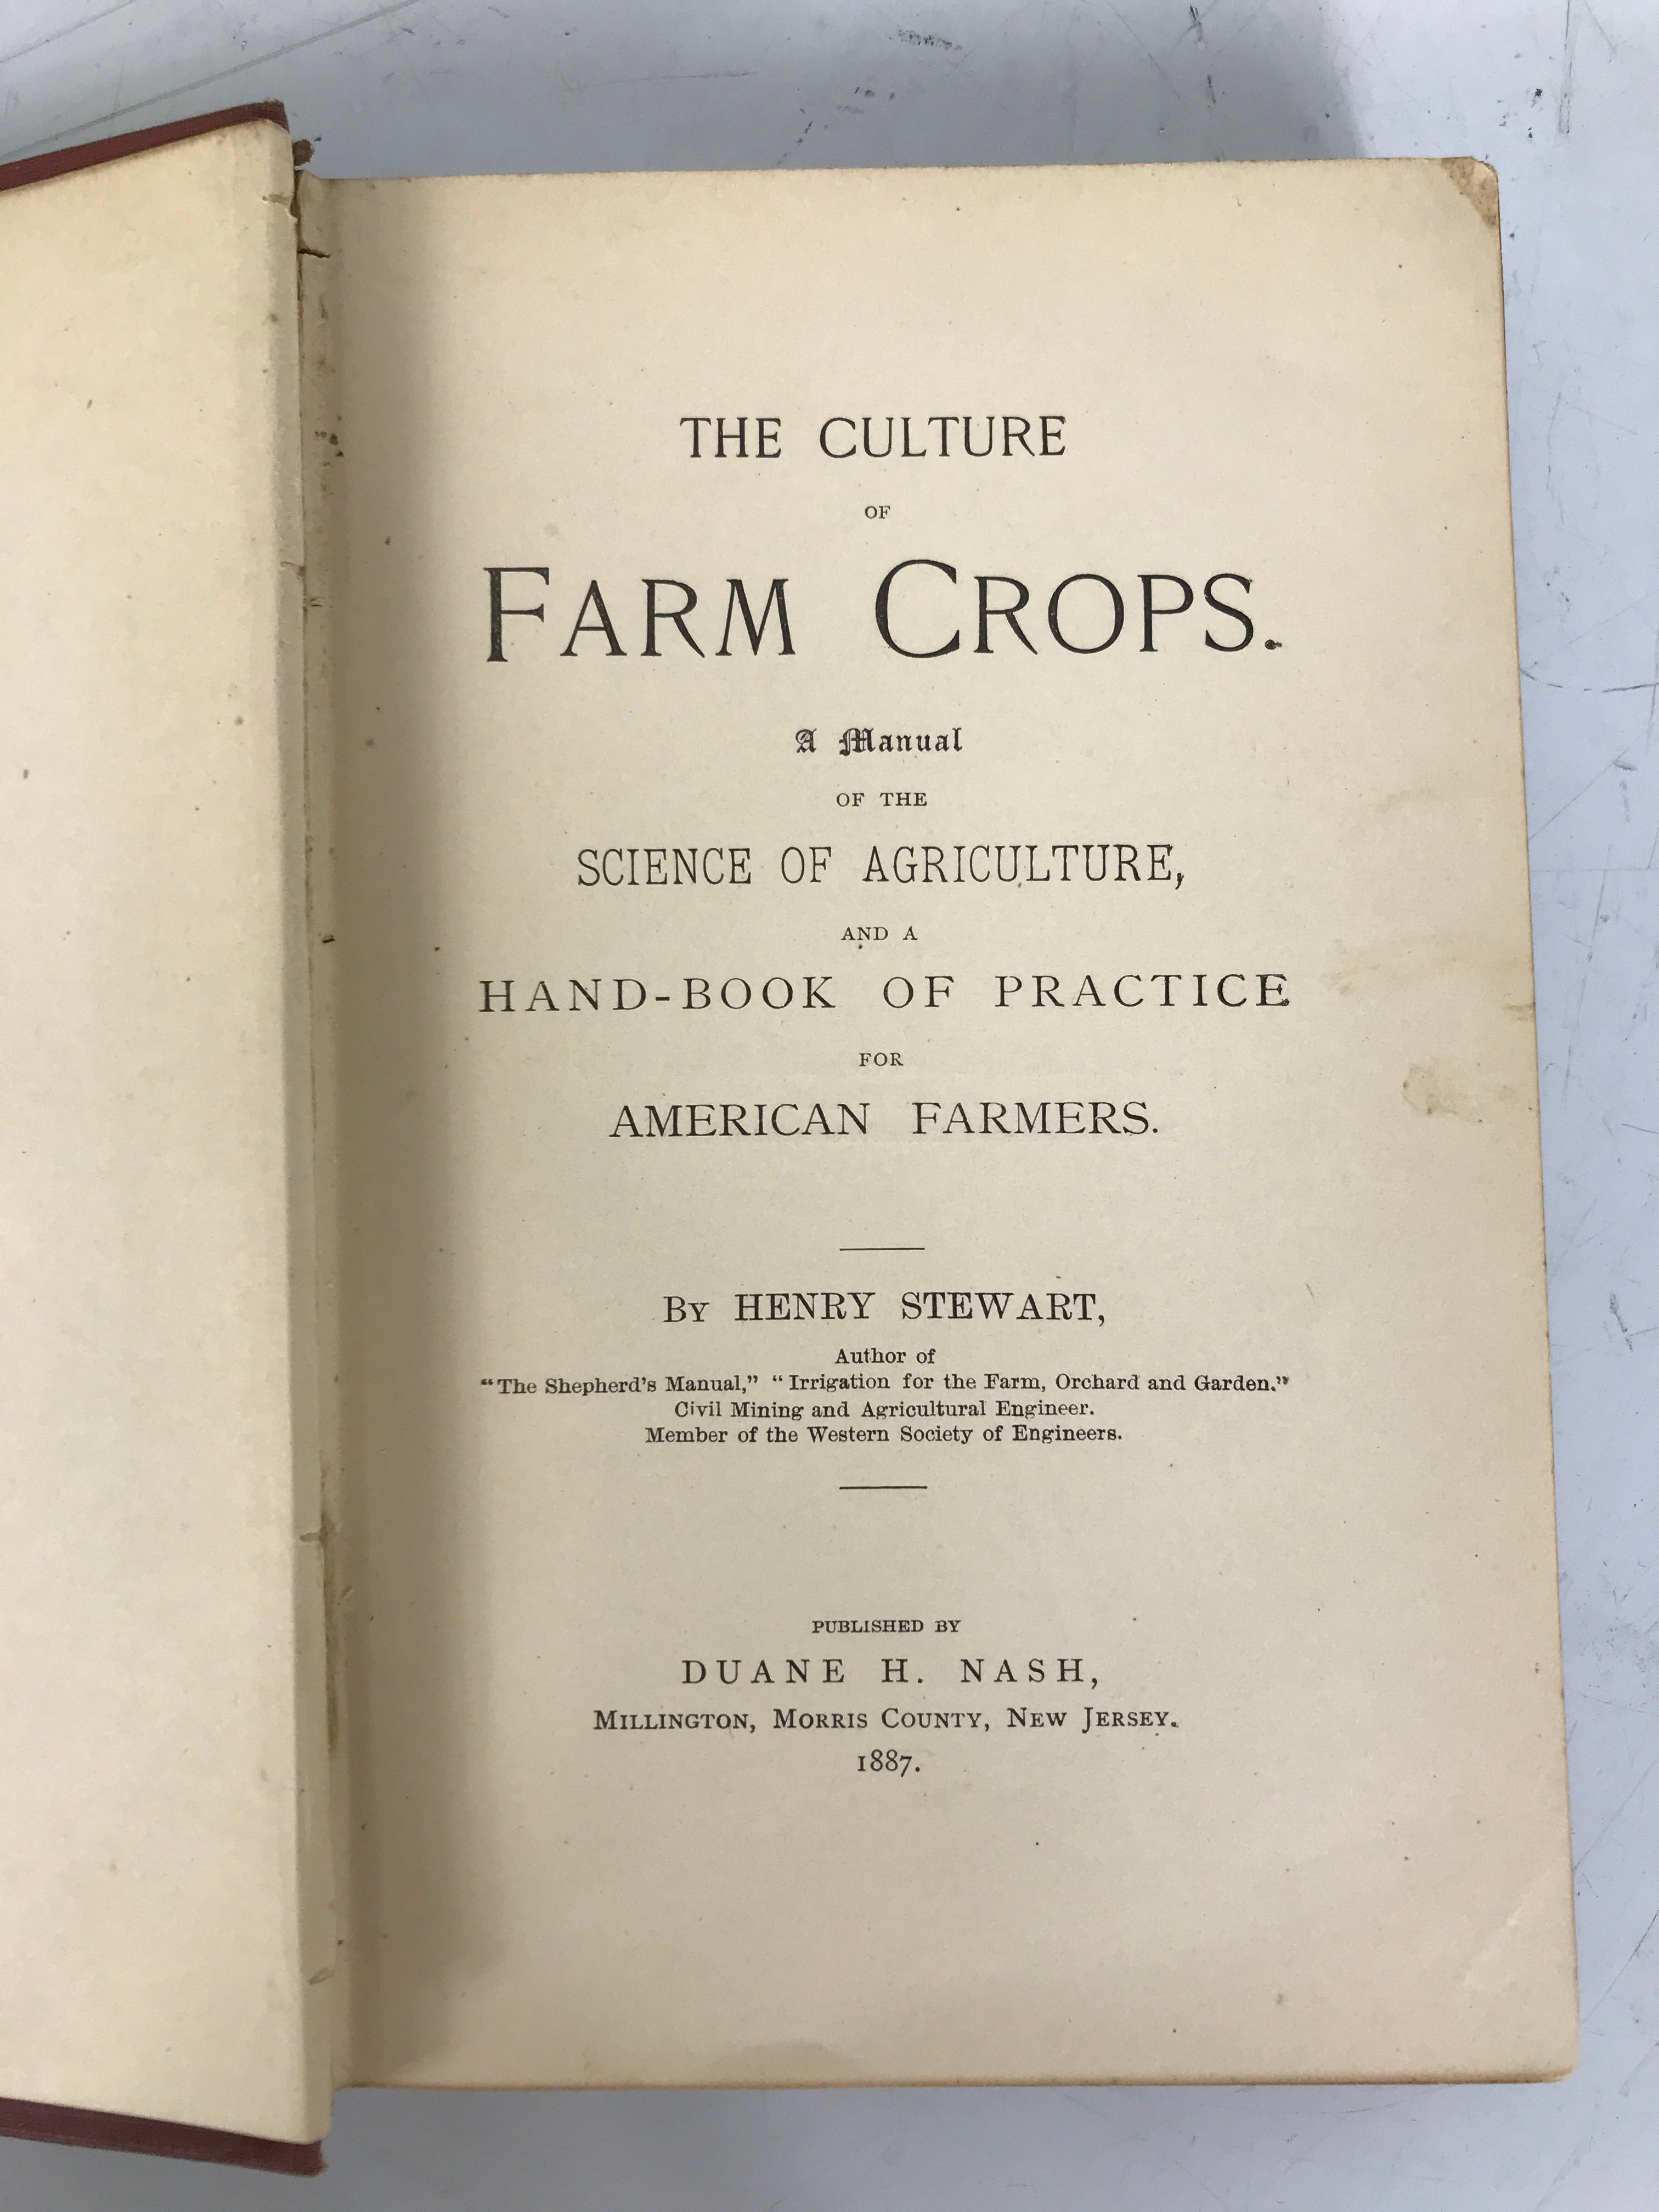 THE CULTURE
OF
FARM CROPS.
A Manual
OF THE
SCIENCE OF AGRICULTURE,
AND A
HAND-BOOK OF PRACTICE
FOR
AMERICAN FARMERS.
BY HENRY STEWART,
Author of
“The Shepherd's Manual,” “Irrigation for the Farm, Orchard and Garden.”
Civil Mining and Agricultural Engineer.
Member of the Western Society of Engineers.
PUBLISHED BY
DUANE H. NASH,
MILLINGTON, MORRIS COUNTY, NEW JERSEY.
1887.